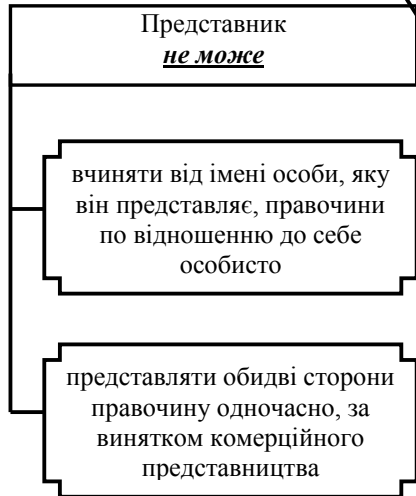 Представник
не може
вчиняти від імені особи, яку
він представляє, правочини
по відношенню до себе
особисто
представляти обидві сторони
правочину одночасно, за
винятком комерційного
представництва